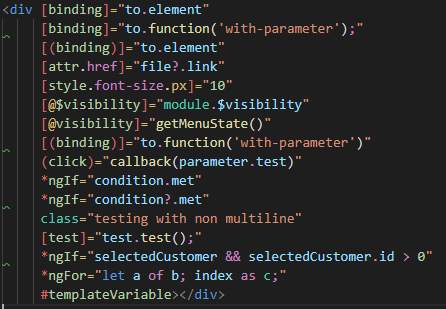 <div [binding]="to.element"
[binding]="to.function('with-parameter');"
[(binding)]="to.element"
[attr.href]="file?.link"
[style.font-size.px]="10"
[@$visibility]="module.$visibility"
[@visibility]="getMenuState()"
[(binding)]="to.function('with-parameter')"
(click)="callback(parameter.test)"
*ngIf="condition.met"
*ngIf="condition?.met"
class="testing with non multiline"
[test]="test.test();"
*ngIf="selectedCustomer && selectedCustomer.id > 0"
*ngFor="let a of b; index as c;"
#templateVariable></div>